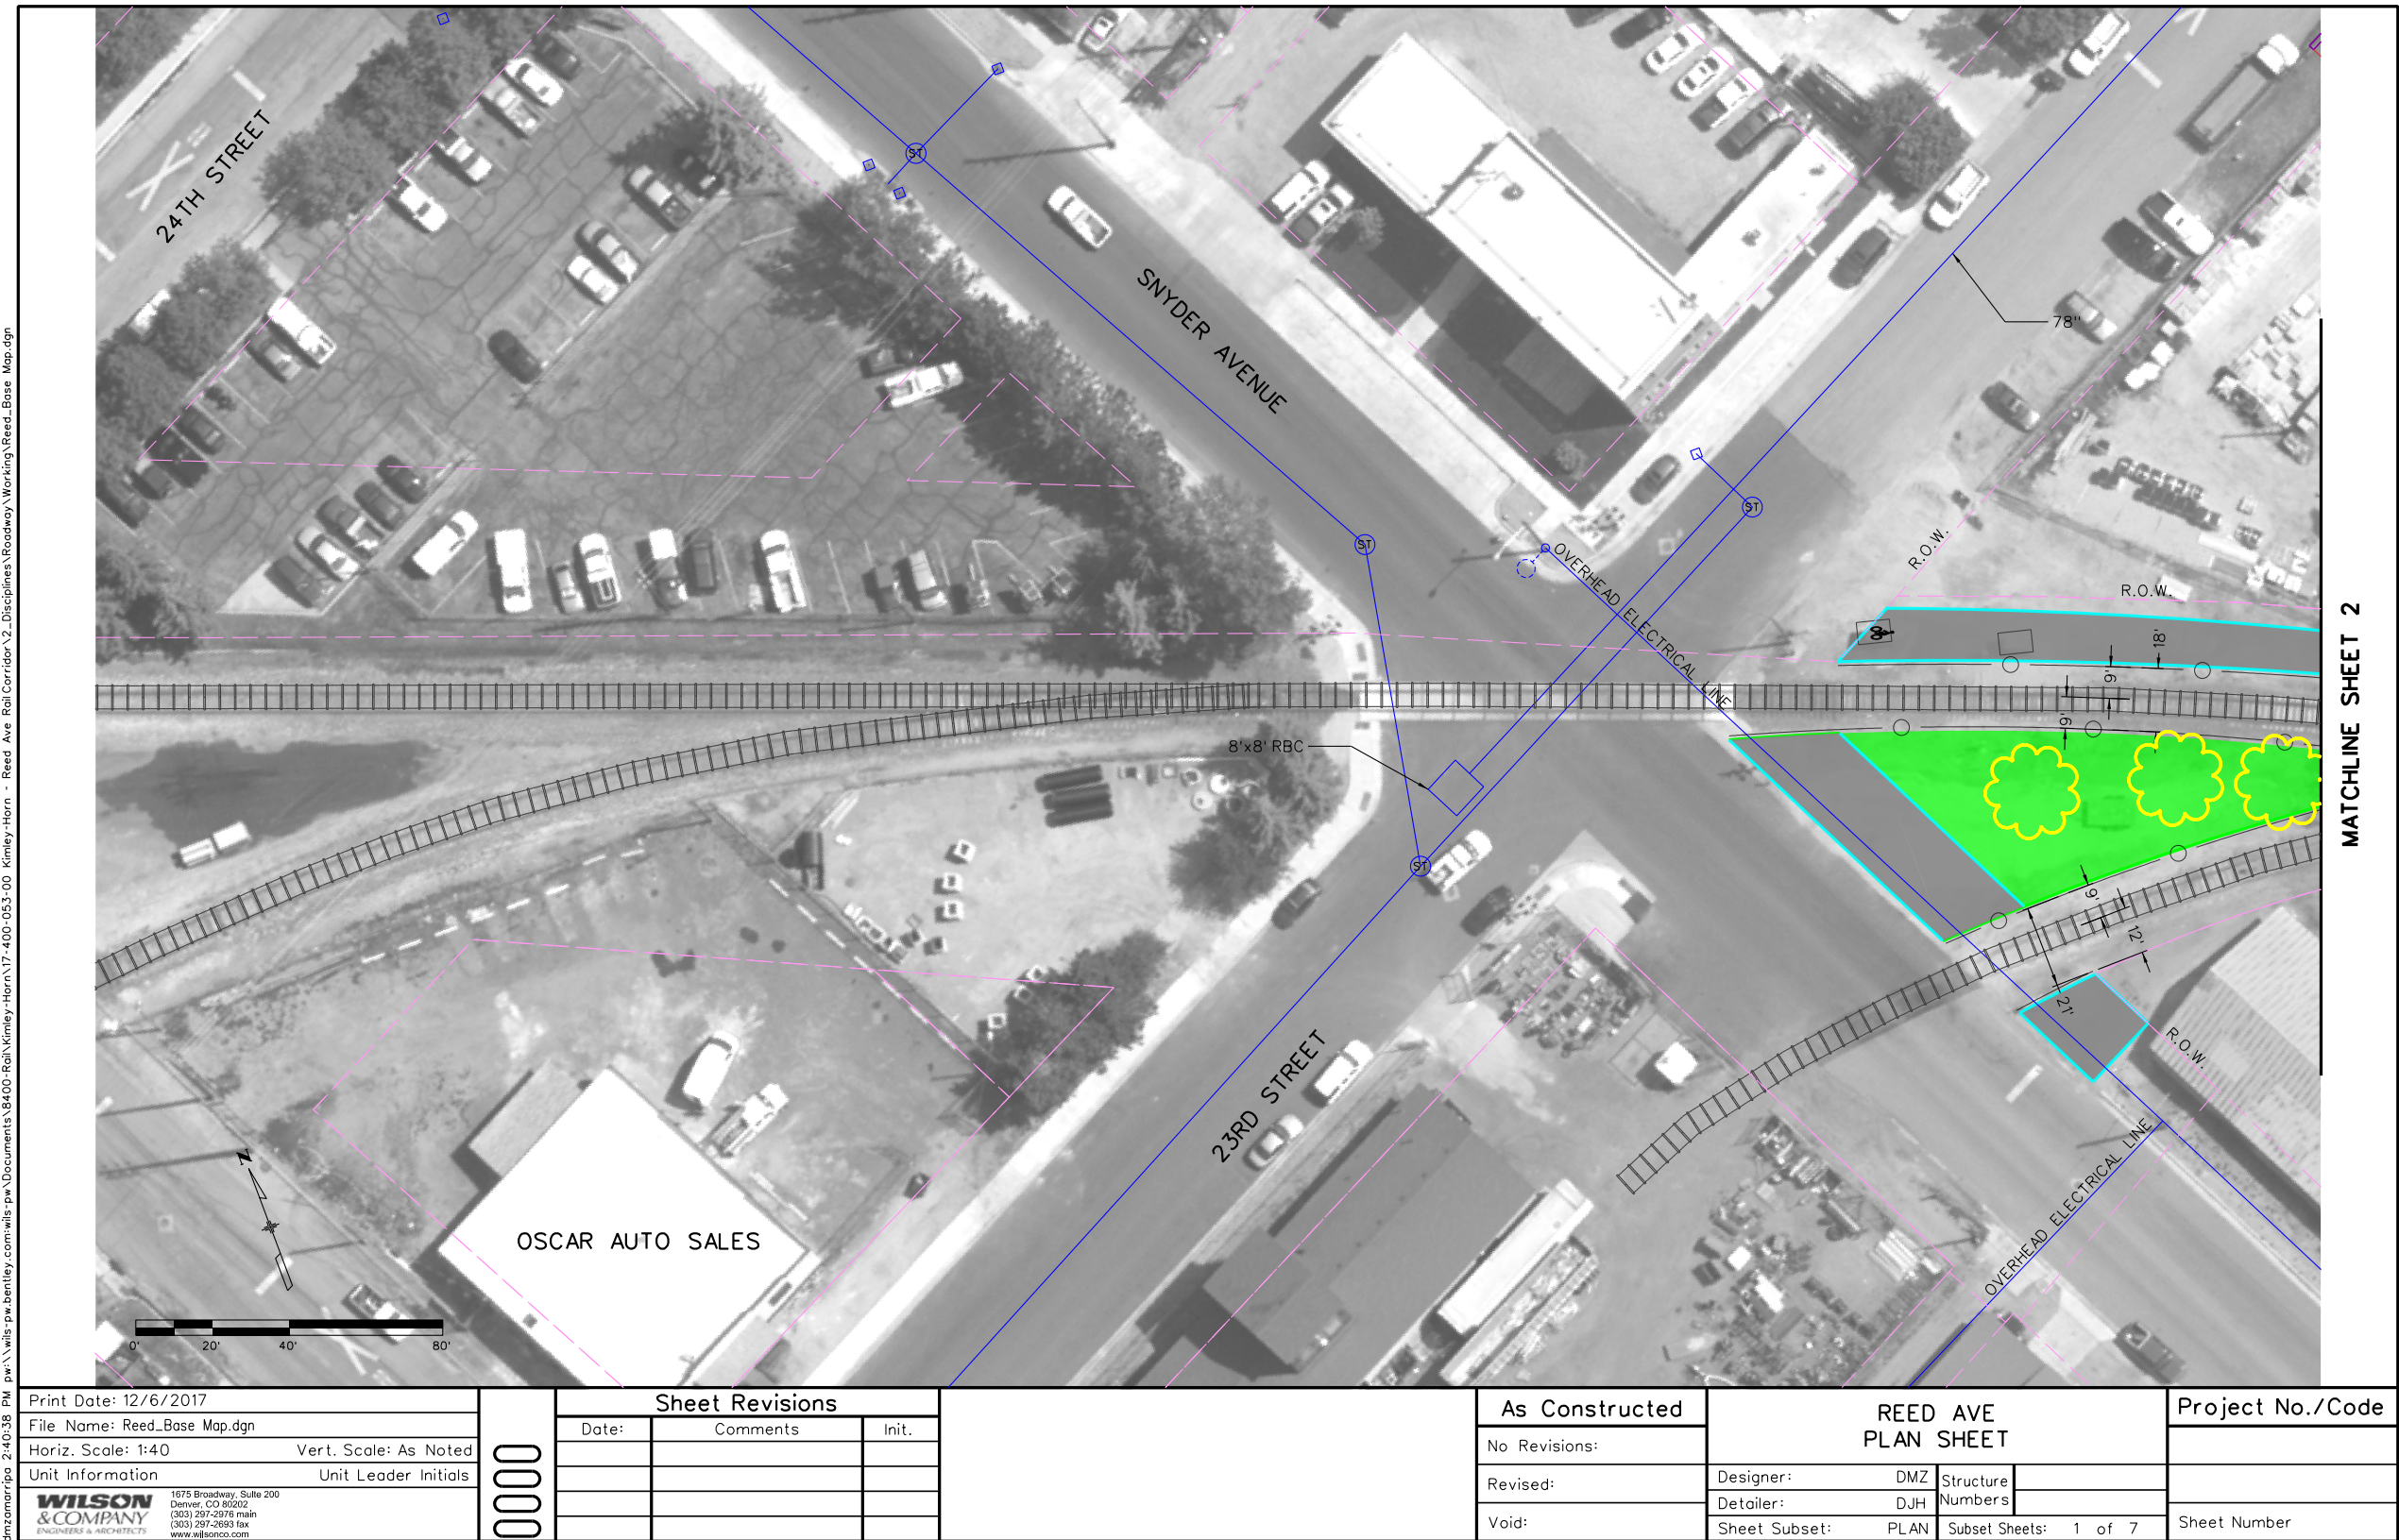 24TH STREET
SNYDER AVENUE
78"
ST
ST
ST
ST
OVERHEAD ELECTRICAL LINE
R.O.W.
R.O.W.
18'
9'
9'
8'x8' RBC
9'
12'
21'
R.O.W.
MATCHLINE SHEET 2
23RD STREET
OVERHEAD ELECTRICAL LINE
OSCAR AUTO SALES
N
0' 20' 40' 80'
dmzamarripa 2:40:38 PM pw:\\wils-pw.bentley.com:wils-pw\Documents\8400-Rail\Kimley-Horn\17-400-053-00 Kimley-Horn - Reed Ave Rail Corridor\2_Disciplines\Roadway\Working\Reed_Base Map.dgn
Print Date: 12/6/2017
File Name: Reed_Base Map.dgn
Horiz. Scale: 1:40 Vert. Scale: As Noted
Unit Information Unit Leader Initials
WILSON
&COMPANY
ENGINEERS & ARCHITECTS
1675 Broadway, Suite 200
Denver, CO 80202
(303) 297-2976 main
(303) 297-2693 fax
www.wilsonco.com
Sheet Revisions
Date: Comments Init.
As Constructed
No Revisions:
Revised:
Void:
REED AVE
PLAN SHEET
Designer: DMZ
Detailer: DJH
Structure
Numbers
Sheet Subset: PLAN
Subset Sheets: 1 of 7
Project No./Code
Sheet Number